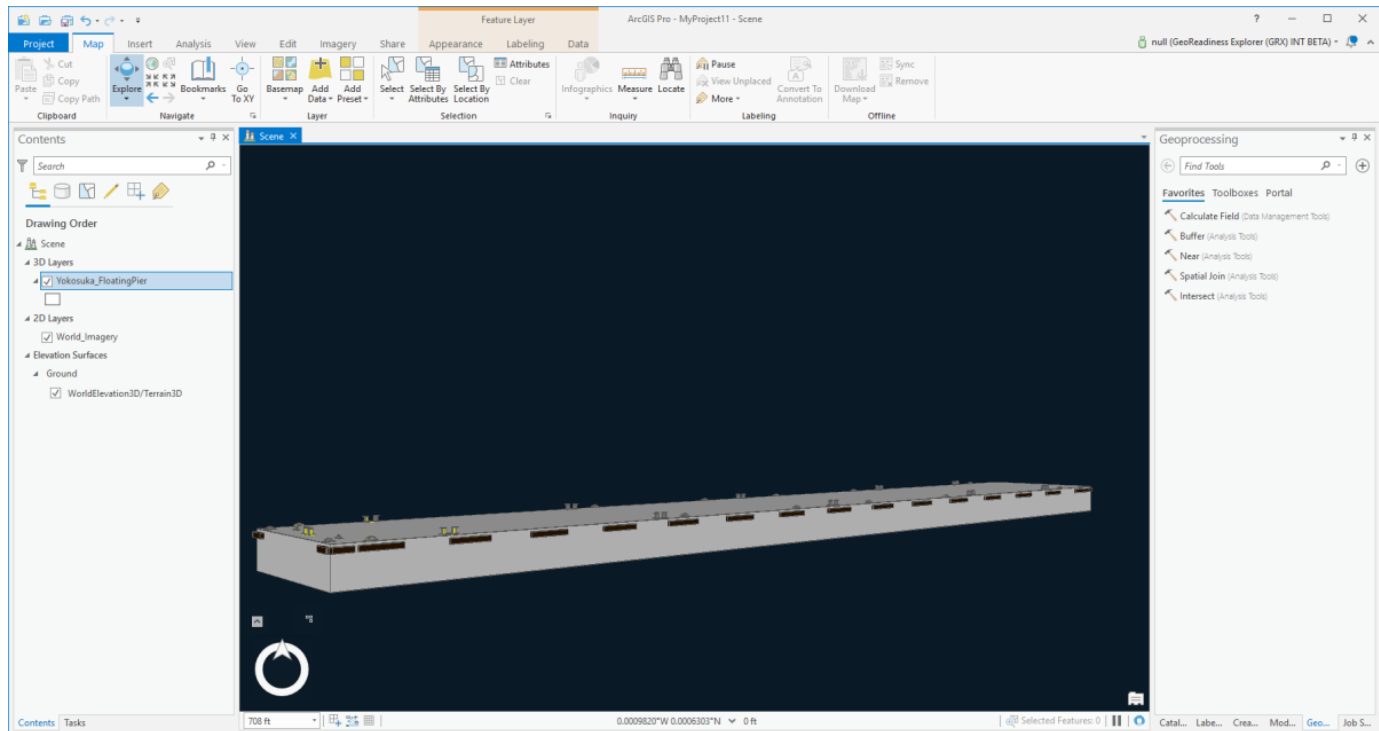 Feature Layer
ArcGIS Pro - MyProject11 - Scene
?
Project Map Insert Analysis View Edit Imagery Share Appearance Labeling Data
null (GeoReadiness Explorer (GRX) INT BETA)
Paste
Cut
Copy
Copy Path
Clipboard
Explore
Bookmarks
Go To XY
Navigate
Basemap
Add Data
Add Preset
Layer
Select
Select By Attributes
Select By Location
Attributes
Clear
Selection
Infographics
Measure
Locate
Inquiry
Pause
View Unplaced
More
Convert To Annotation
Labeling
Download Map
Sync
Remove
Offline
Contents
Search
Drawing Order
Scene
3D Layers
Yokosuka_FloatingPier
2D Layers
World_Imagery
Elevation Surfaces
Ground
WorldElevation3D/Terrain3D
Contents Tasks
Scene
708 ft
0.0009820°W 0.0006303°N 0 ft
Selected Features: 0
Geoprocessing
Find Tools
Favorites Toolboxes Portal
Calculate Field (Data Management Tools)
Buffer (Analysis Tools)
Near (Analysis Tools)
Spatial Join (Analysis Tools)
Intersect (Analysis Tools)
Catal... Labe... Crea... Mod... Geo... Job S...